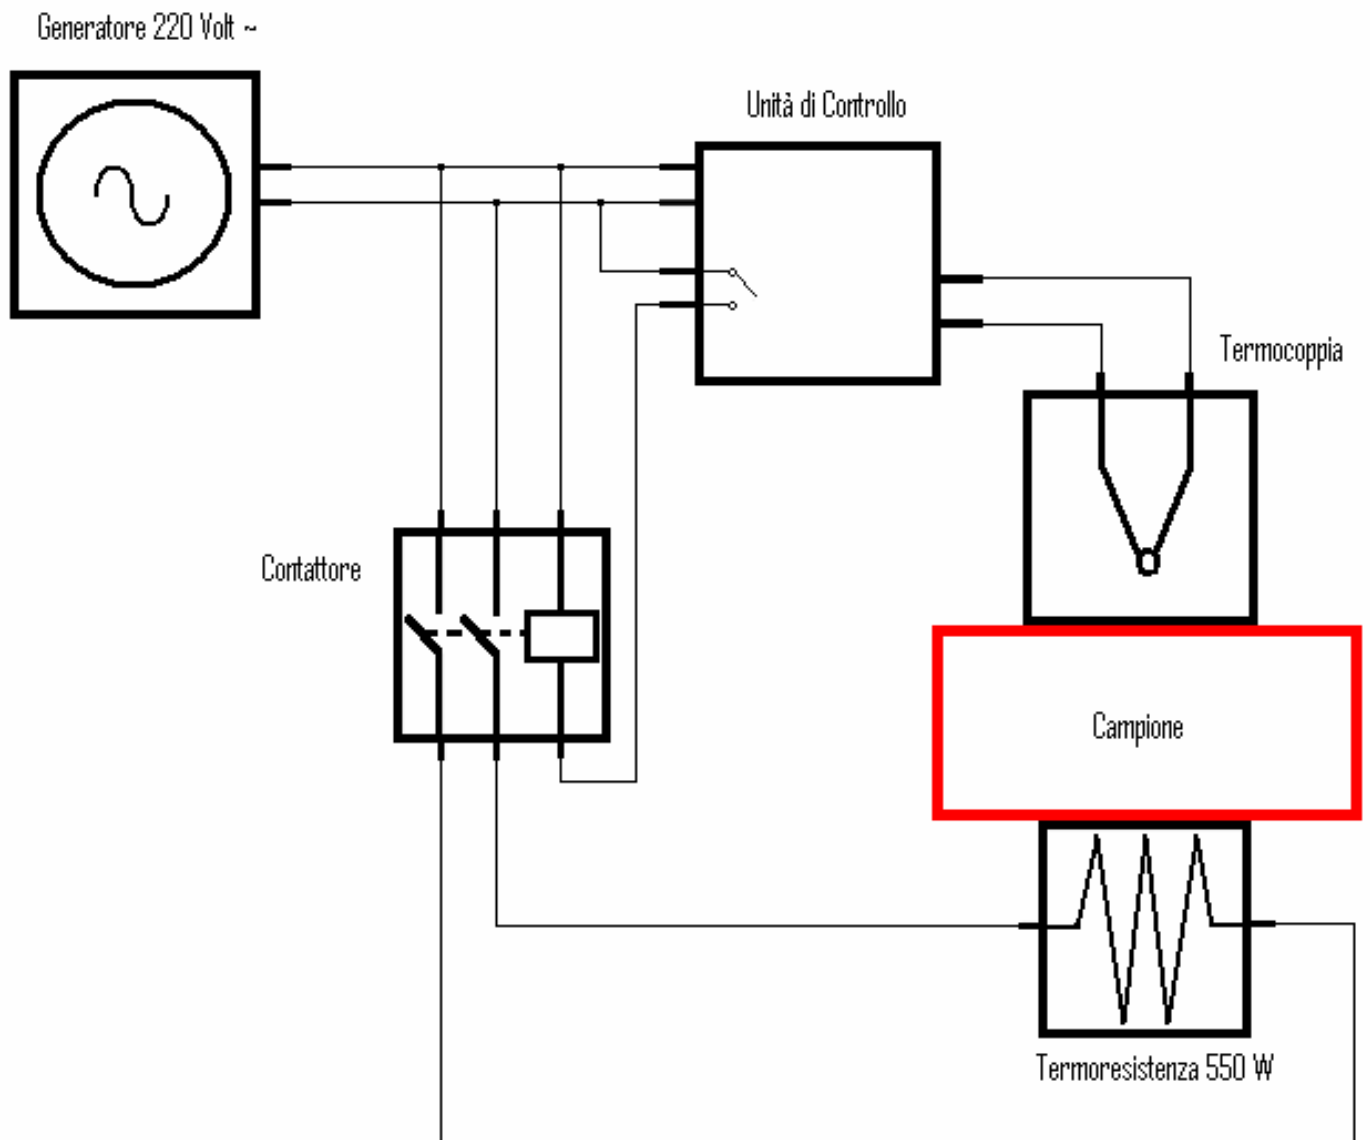 Generatore 220 Volt ~
Unità di Controllo
Termocoppia
Contattore
Campione
Termoresistenza 550 W